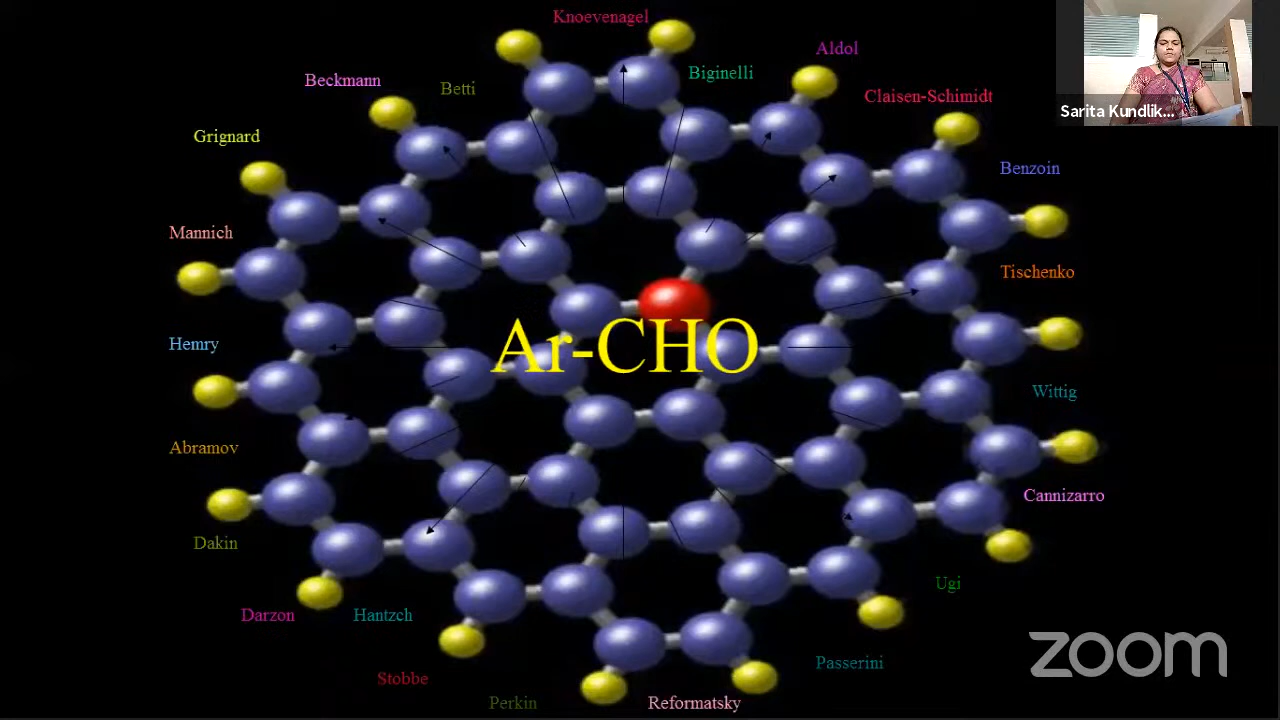 Knoevenagel
Aldol
Beckmann
Betti
Biginelli
Claisen-Schimidt
Sarita Kundlik...
Grignard
Benzoin
Mannich
Tischenko
Hemry
Ar-CHO
Wittig
Abramov
Cannizarro
Dakin
Ugi
Darzon
Hantzch
Passerini
Stobbe
Perkin
Reformatsky
zoom